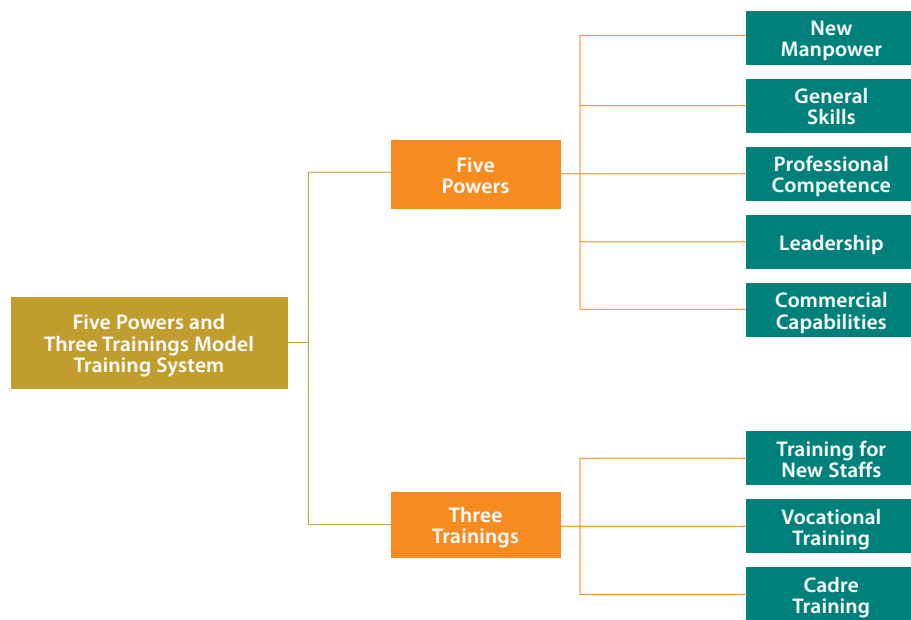 Five Powers and
Three Trainings Model
Training System
Five
Powers
New
Manpower
General
Skills
Professional
Competence
Leadership
Commercial
Capabilities
Three
Trainings
Training for
New Staffs
Vocational
Training
Cadre
Training